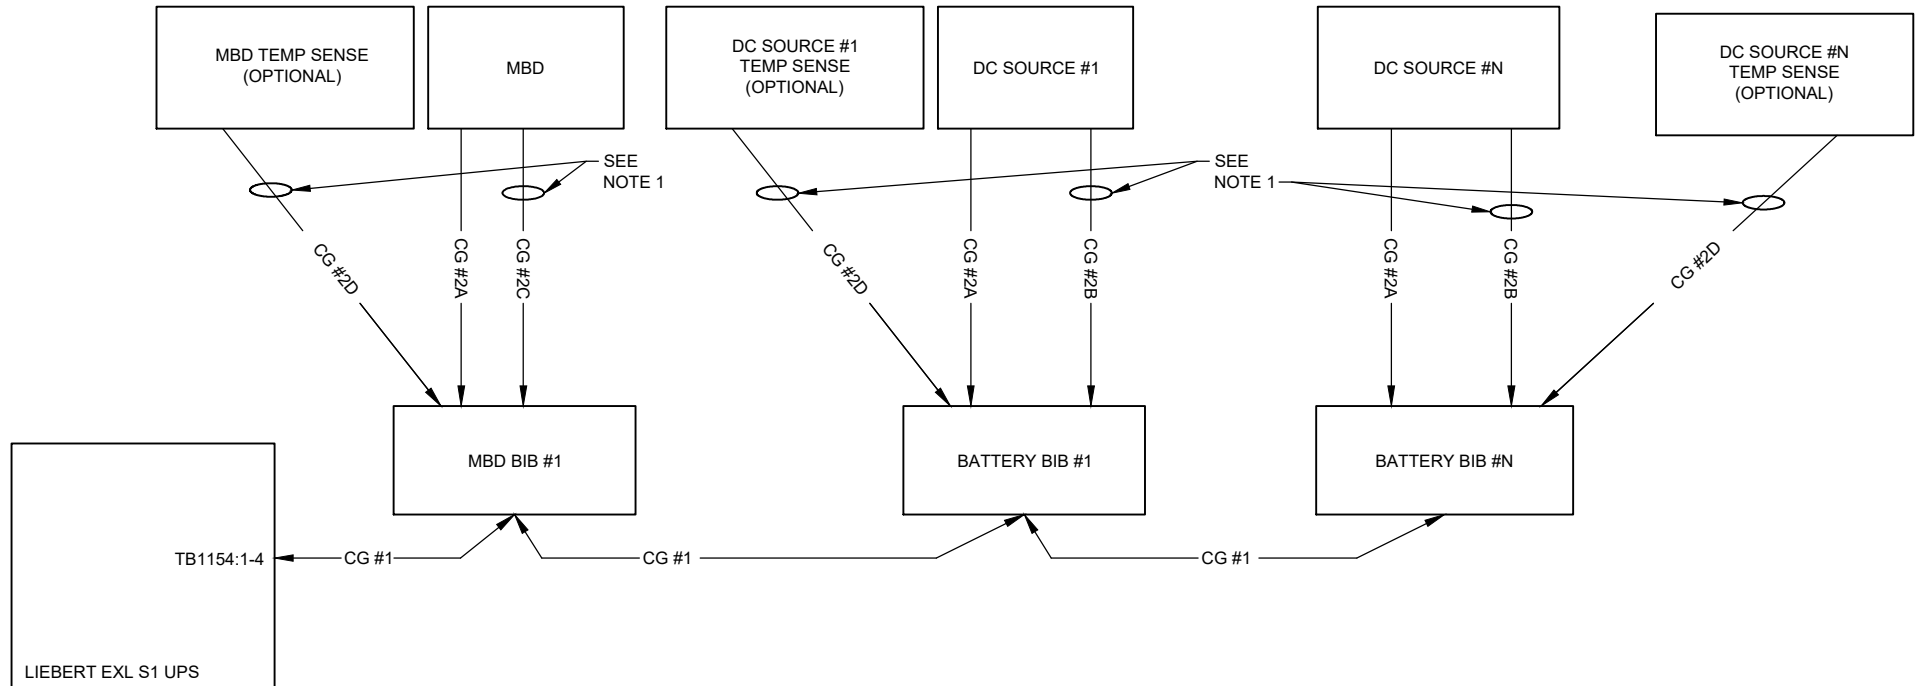 MBD TEMP SENSE
(OPTIONAL)
MBD
DC SOURCE #1
TEMP SENSE
(OPTIONAL)
DC SOURCE #1
DC SOURCE #N
DC SOURCE #N
TEMP SENSE
(OPTIONAL)
SEE
NOTE 1
SEE
NOTE 1
CG #2D
CG #2A
CG #2C
CG #2D
CG #2A
CG #2B
CG #2A
CG #2B
CG #2D
MBD BIB #1
BATTERY BIB #1
BATTERY BIB #N
TB1154:1-4
CG #1
CG #1
CG #1
LIEBERT EXL S1 UPS